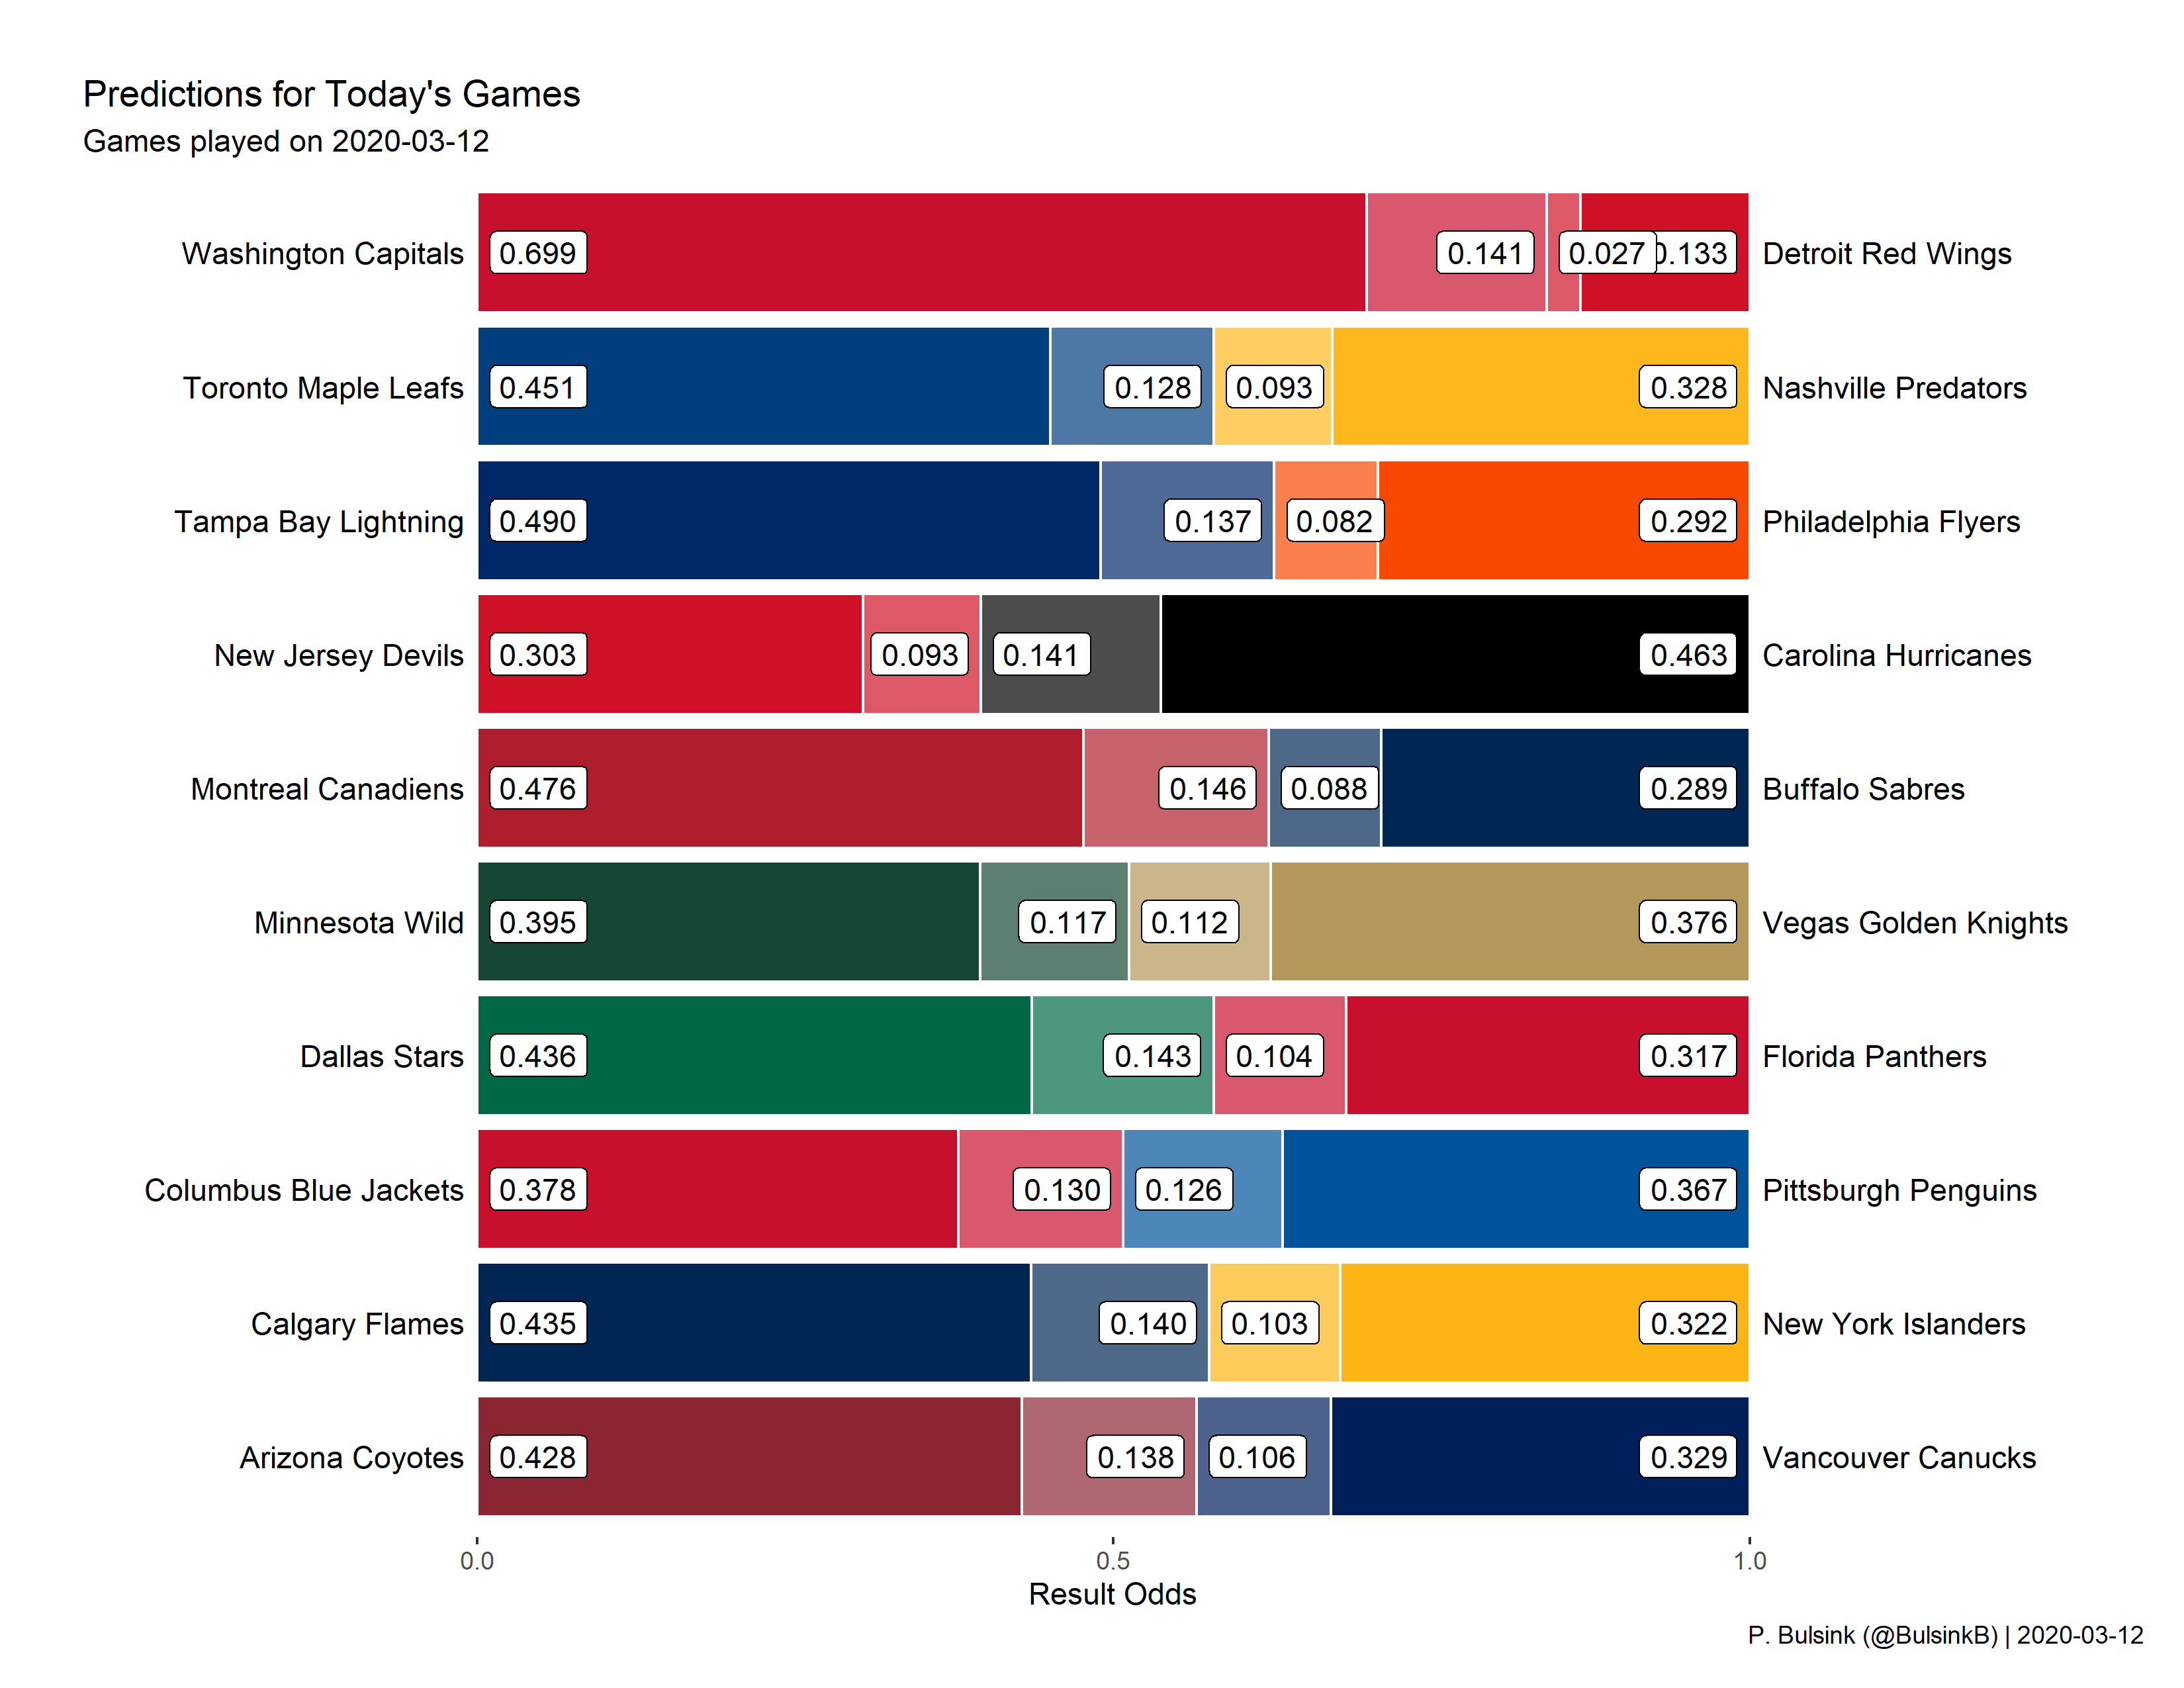 Predictions for Today's Games
Games played on 2020-03-12
Washington Capitals 0.699 0.141 0.027 0.133 Detroit Red Wings
Toronto Maple Leafs 0.451 0.128 0.093 0.328 Nashville Predators
Tampa Bay Lightning 0.490 0.137 0.082 0.292 Philadelphia Flyers
New Jersey Devils 0.303 0.093 0.141 0.463 Carolina Hurricanes
Montreal Canadiens 0.476 0.146 0.088 0.289 Buffalo Sabres
Minnesota Wild 0.395 0.117 0.112 0.376 Vegas Golden Knights
Dallas Stars 0.436 0.143 0.104 0.317 Florida Panthers
Columbus Blue Jackets 0.378 0.130 0.126 0.367 Pittsburgh Penguins
Calgary Flames 0.435 0.140 0.103 0.322 New York Islanders
Arizona Coyotes 0.428 0.138 0.106 0.329 Vancouver Canucks
0.0 0.5 1.0
Result Odds
P. Bulsink (@BulsinkB) | 2020-03-12